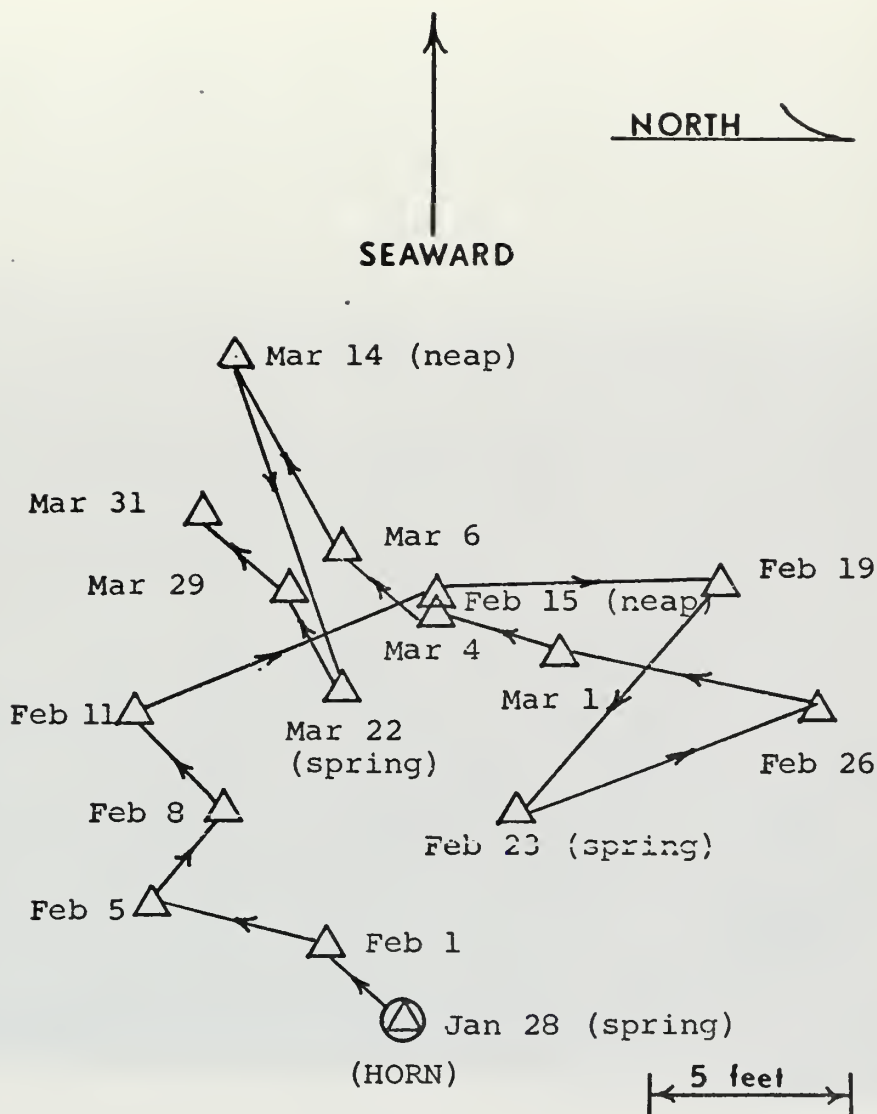 NORTH
SEAWARD
Mar 14 (neap)
Mar 31
Mar 6
Mar 29
Feb 19
Feb 15 (neap)
Mar 4
Mar 1
Feb 11
Mar 22
(spring)
Feb 26
Feb 8
Feb 23 (spring)
Feb 5
Feb 1
Jan 28 (spring)
(HORN)
5 feet